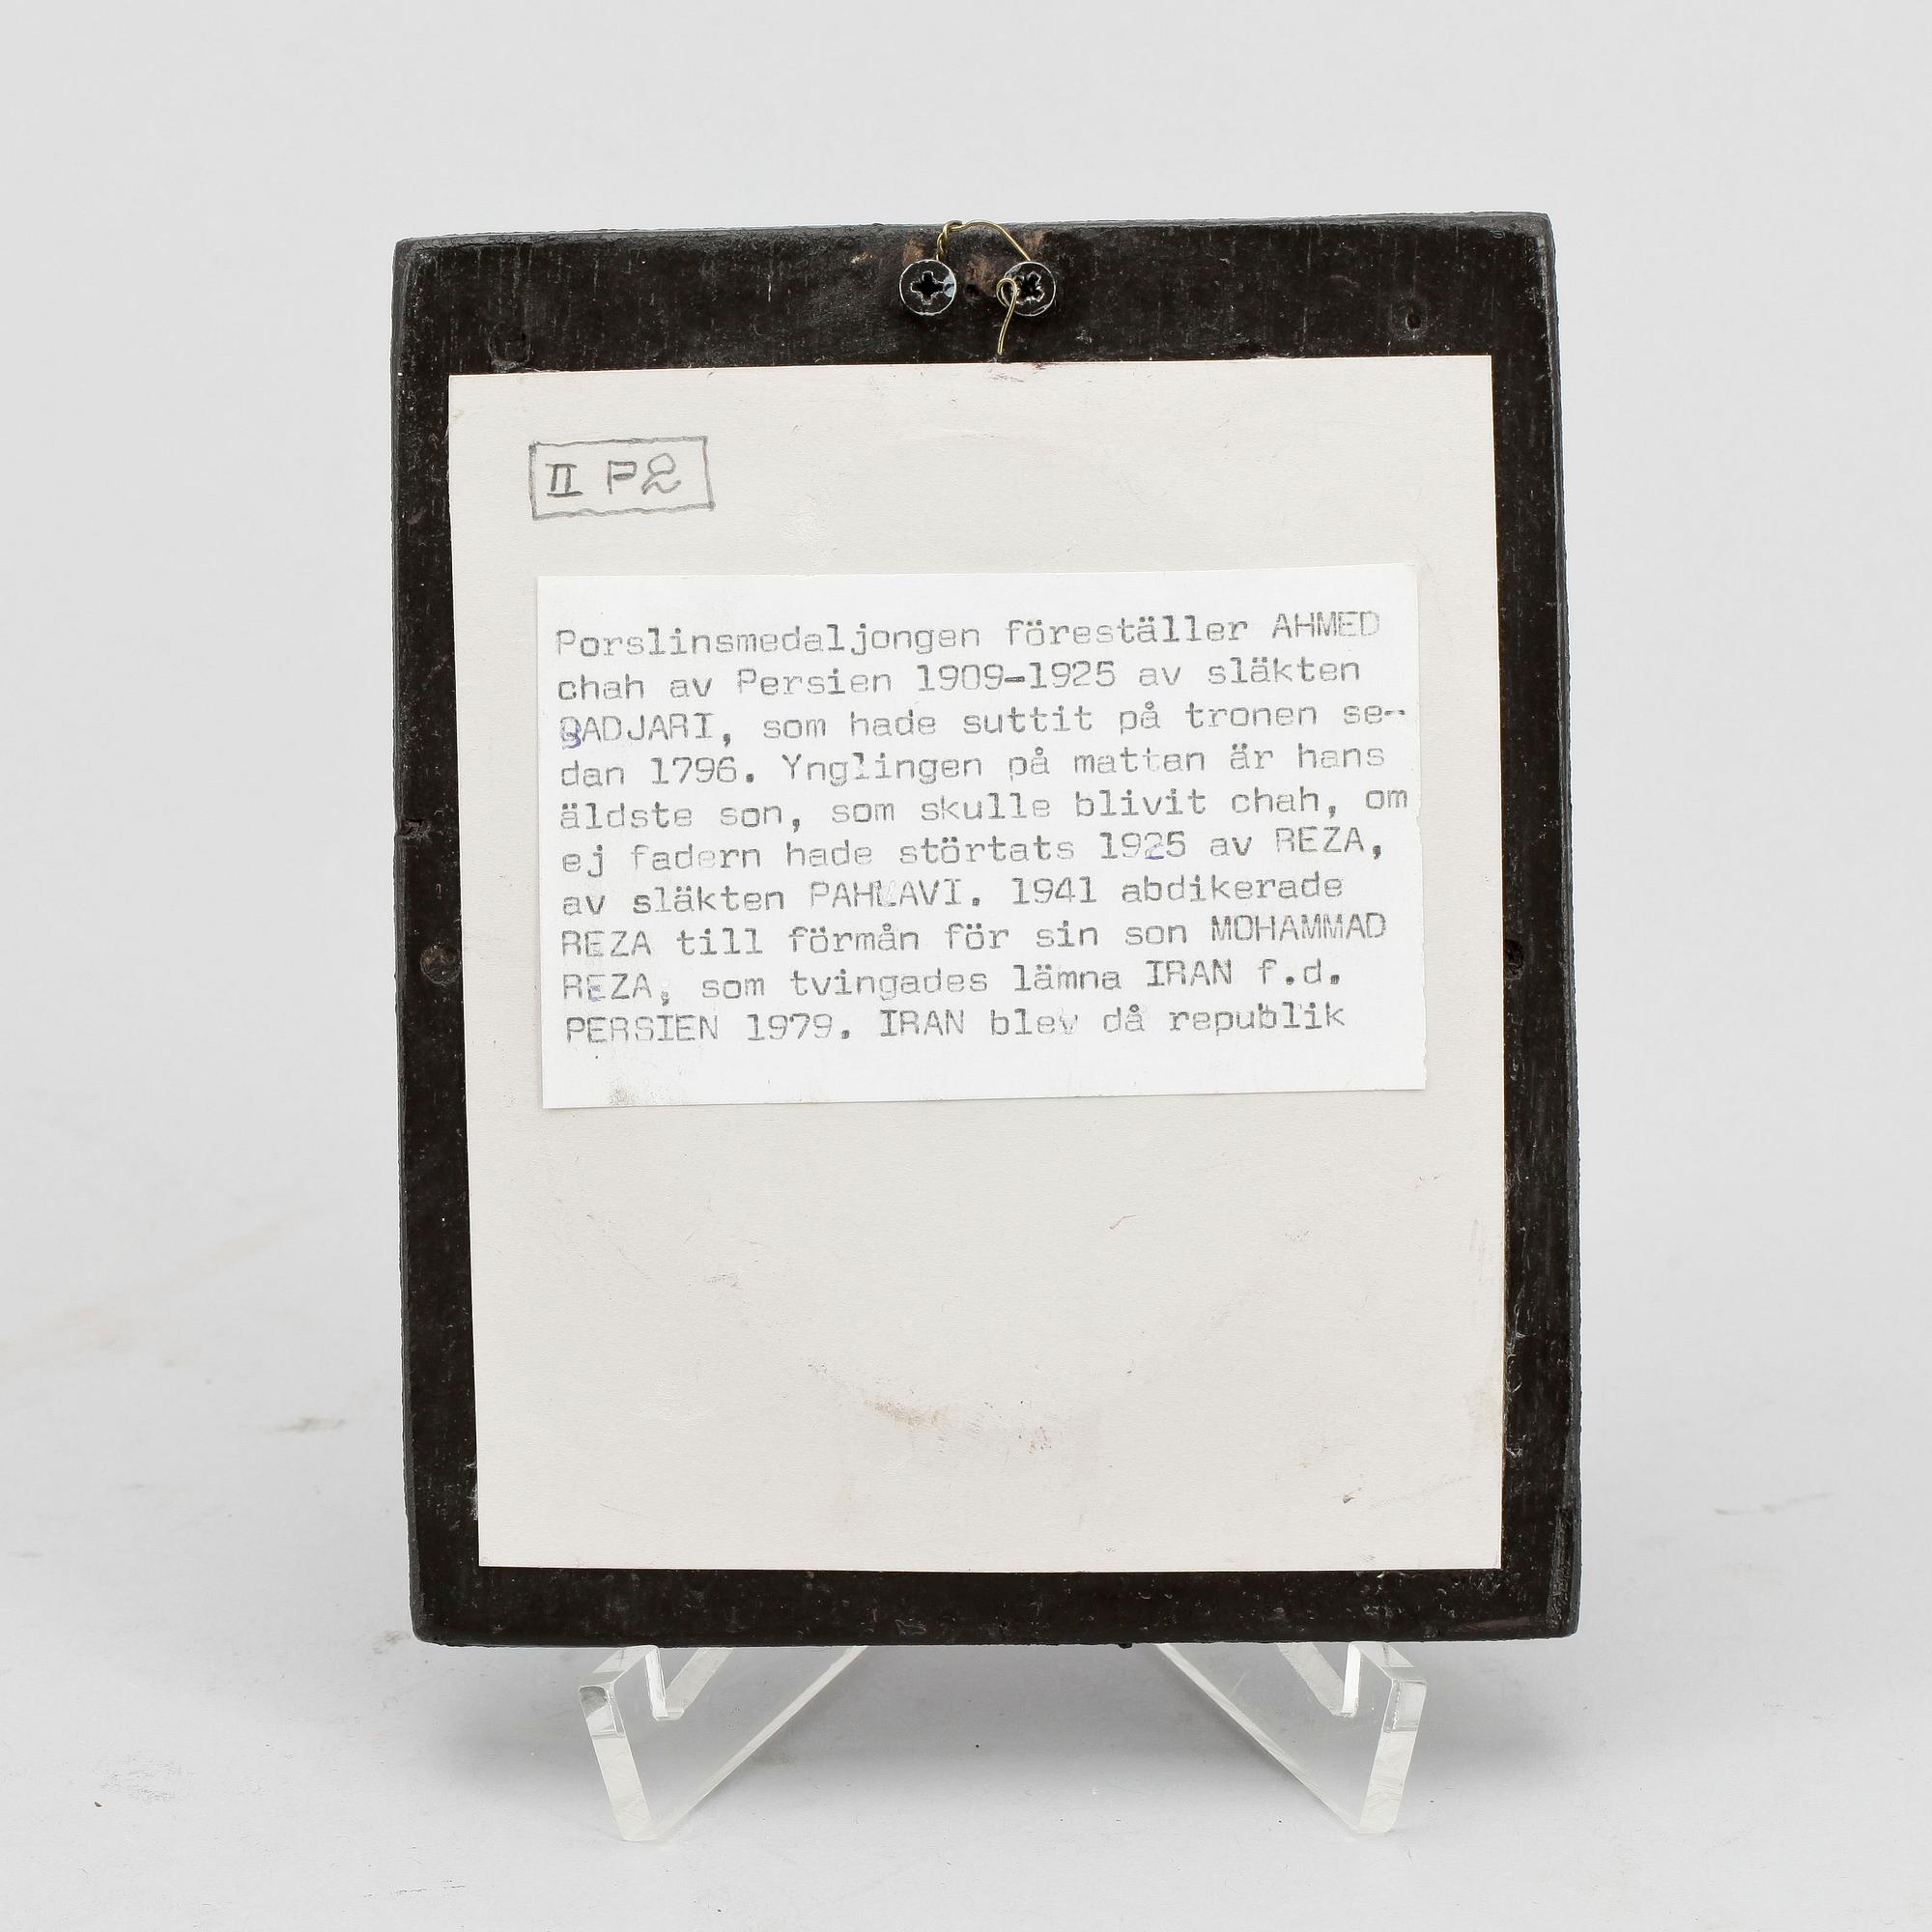 II P2
Porslinsmedaljongen föreställer AHMED
chah av Persien 1909-1925 av släkten
QADJARI, som hade suttit på tronen se-
dan 1796. Ynglingen på mattan är hans
äldste son, som skulle blivit chah, om
ej fadern hade störtats 1925 av REZA,
av släkten PAHLAVI. 1941 abdikerade
REZA till förmån för sin son MOHAMMAD
REZA, som tvingades lämna IRAN f.d.
PERSIEN 1979. IRAN blev då republik